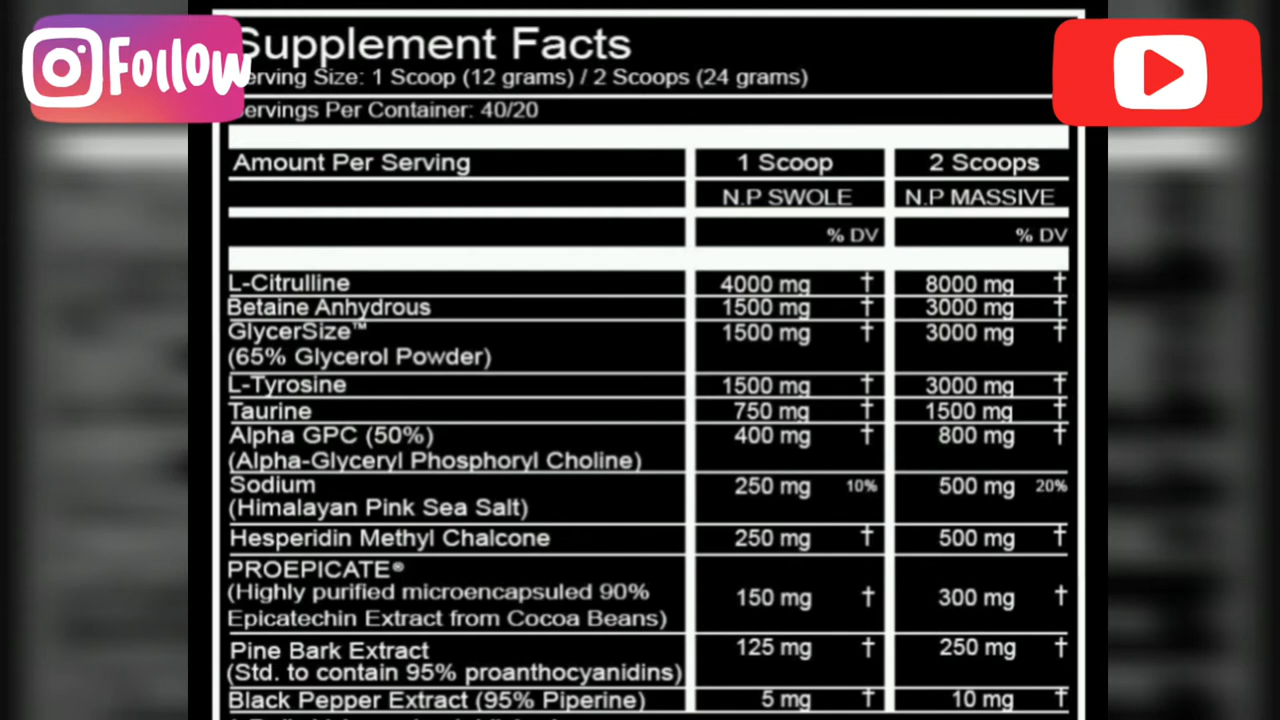 Follow
Supplement Facts
Serving Size: 1 Scoop (12 grams) / 2 Scoops (24 grams)
Servings Per Container: 40/20
Amount Per Serving 1 Scoop 2 Scoops
N.P SWOLE N.P MASSIVE
% DV % DV
L-Citrulline 4000 mg † 8000 mg †
Betaine Anhydrous 1500 mg † 3000 mg †
GlycerSize™ 1500 mg † 3000 mg †
(65% Glycerol Powder)
L-Tyrosine 1500 mg † 3000 mg †
Taurine 750 mg † 1500 mg †
Alpha GPC (50%) 400 mg † 800 mg †
(Alpha-Glyceryl Phosphoryl Choline)
Sodium 250 mg 10% 500 mg 20%
(Himalayan Pink Sea Salt)
Hesperidin Methyl Chalcone 250 mg † 500 mg †
PROEPICATE®
(Highly purified microencapsuled 90% 150 mg † 300 mg †
Epicatechin Extract from Cocoa Beans)
Pine Bark Extract 125 mg † 250 mg †
(Std. to contain 95% proanthocyanidins)
Black Pepper Extract (95% Piperine) 5 mg † 10 mg †